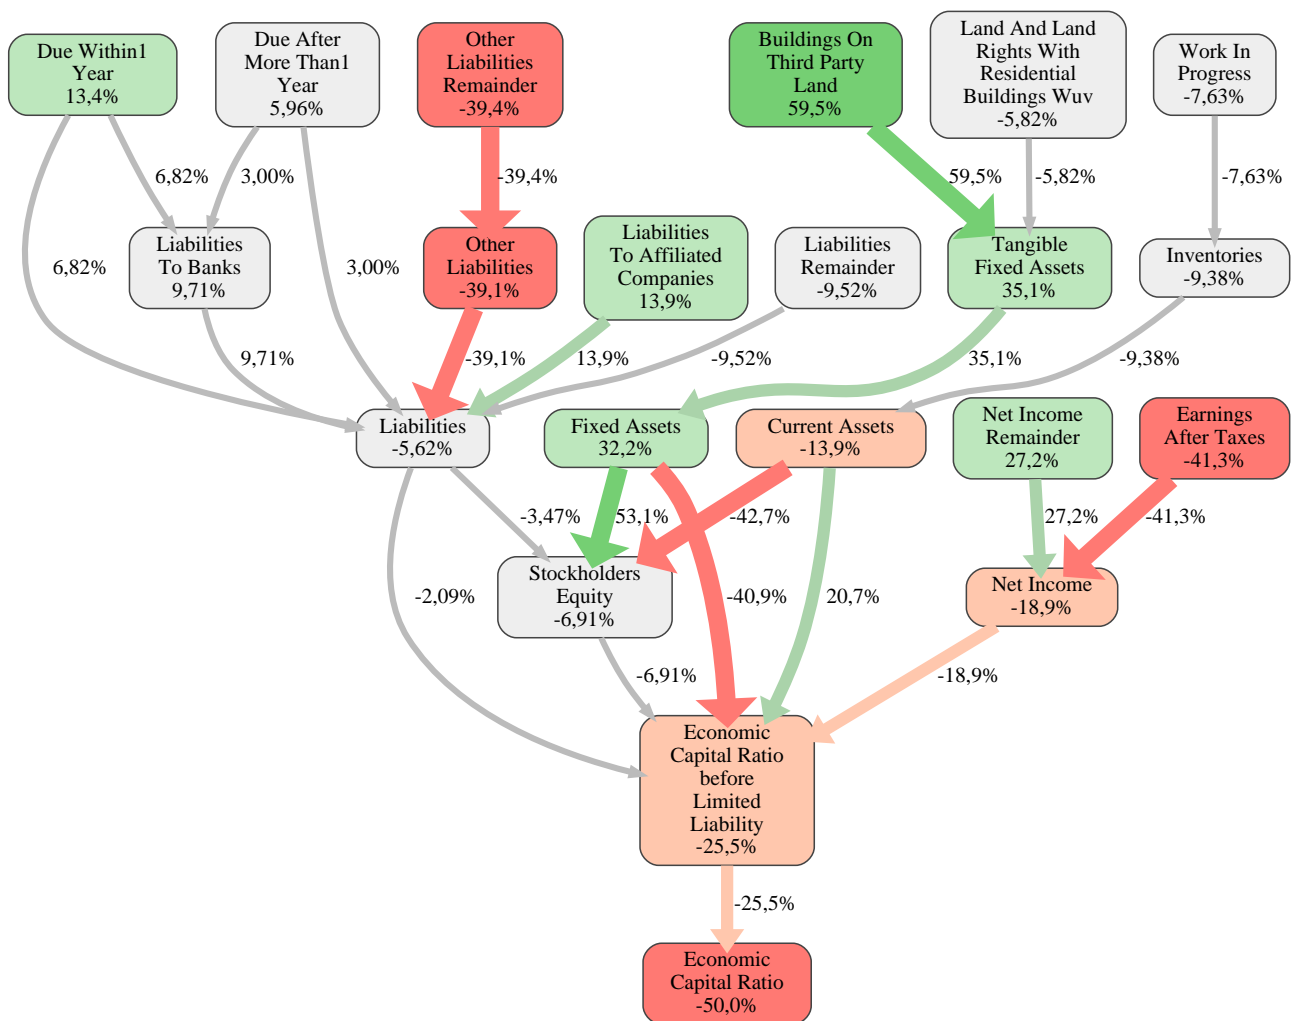 Due Within1
Year
13,4%
Due After
More Than1
Year
5,96%
Other
Liabilities
Remainder
-39,4%
Buildings On
Third Party
Land
59,5%
Land And Land
Rights With
Residential
Buildings Wuv
-5,82%
Work In
Progress
-7,63%
6,82%
3,00%
-39,4%
59,5%
-5,82%
-7,63%
Liabilities
To Banks
9,71%
Other
Liabilities
-39,1%
Liabilities
To Affiliated
Companies
13,9%
Liabilities
Remainder
-9,52%
Tangible
Fixed Assets
35,1%
Inventories
-9,38%
6,82%
3,00%
9,71%
-39,1%
13,9%
-9,52%
35,1%
-9,38%
Liabilities
-5,62%
Fixed Assets
32,2%
Current Assets
-13,9%
Net Income
Remainder
27,2%
Earnings
After Taxes
-41,3%
-3,47%
53,1%
-42,7%
27,2%
-41,3%
Stockholders
Equity
-6,91%
Net Income
-18,9%
-2,09%
-40,9%
20,7%
-6,91%
-18,9%
Economic
Capital Ratio
before
Limited
Liability
-25,5%
-25,5%
Economic
Capital Ratio
-50,0%